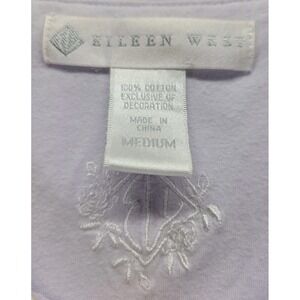 EILEEN WEST
100% COTTON
EXCLUSIVE OF
DECORATION
MADE IN
CHINA
MEDIUM